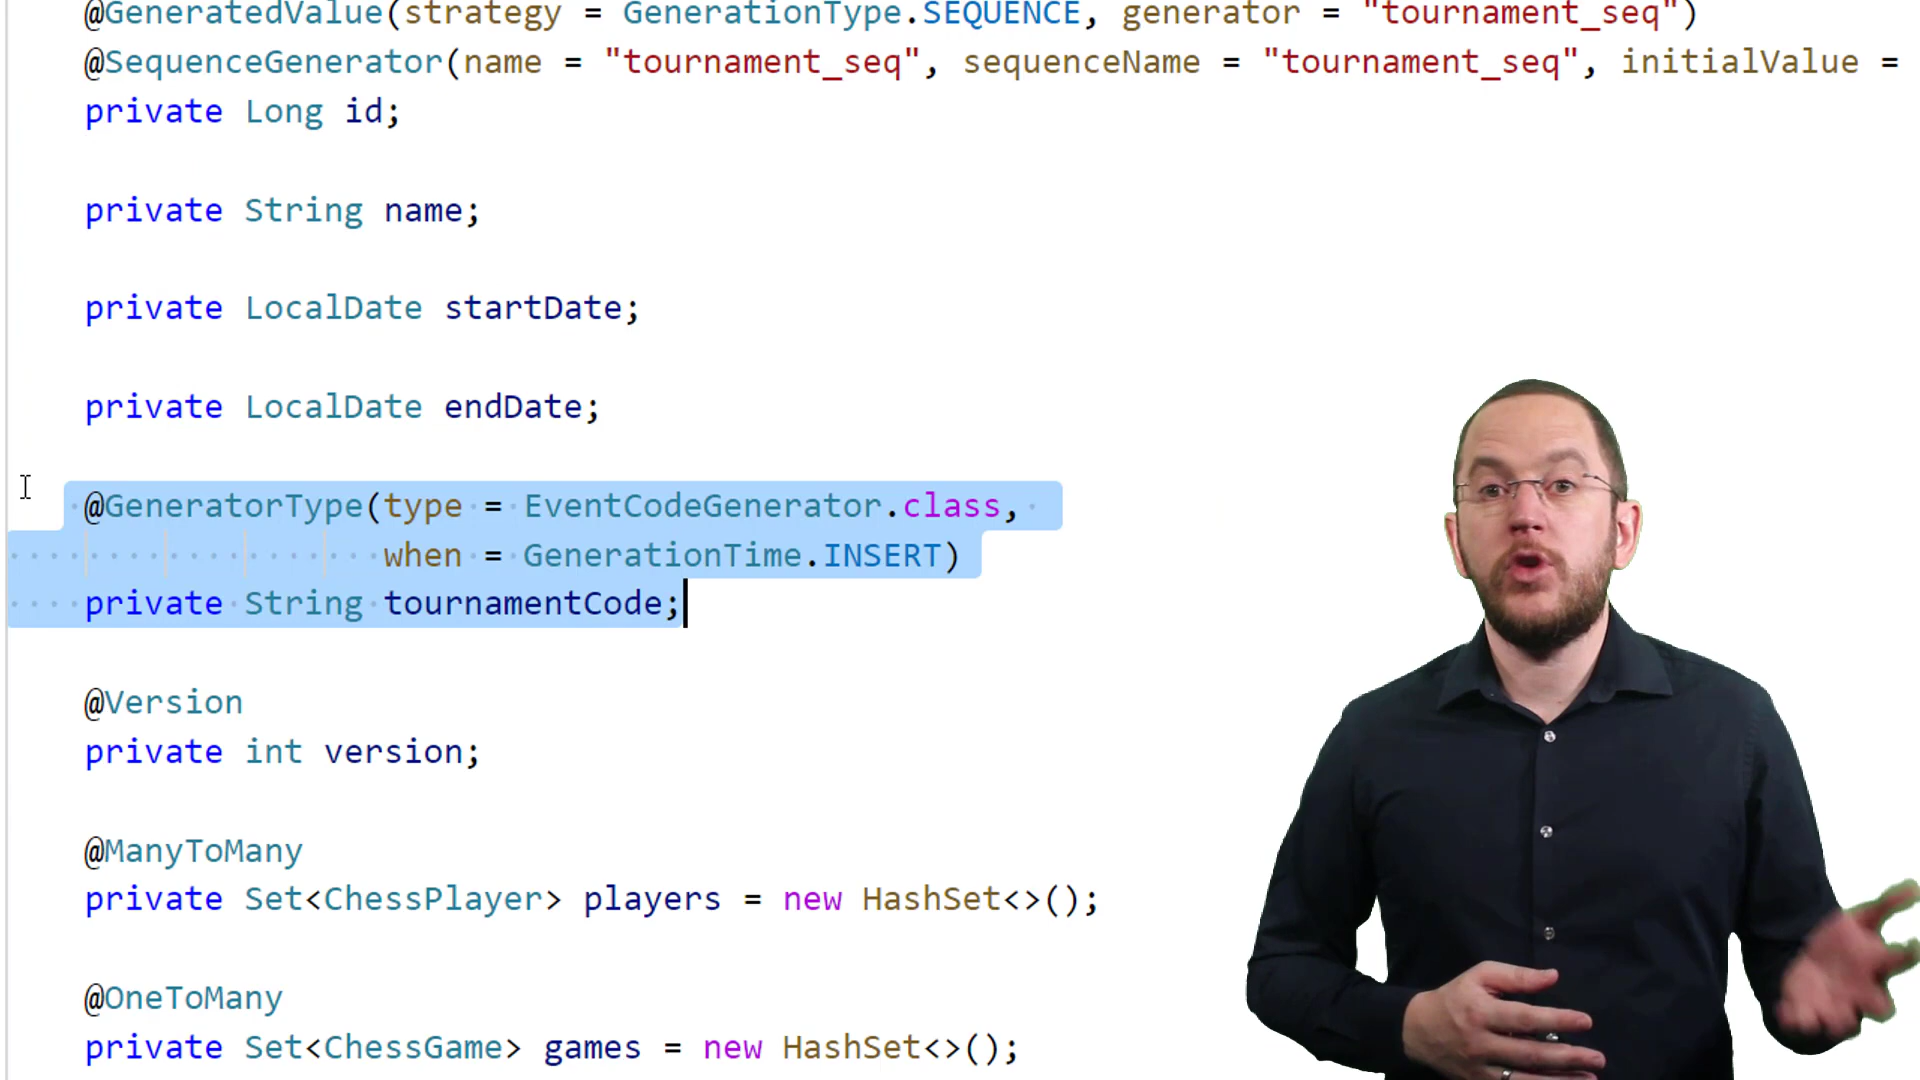 @GeneratedValue(strategy = GenerationType.SEQUENCE, generator = "tournament_seq")
@SequenceGenerator(name = "tournament_seq", sequenceName = "tournament_seq", initialValue =
private Long id;
private String name;
private LocalDate startDate;
private LocalDate endDate;
@GeneratorType(type = EventCodeGenerator.class,
when = GenerationTime.INSERT)
private String tournamentCode;
@Version
private int version;
@ManyToMany
private Set<ChessPlayer> players = new HashSet<>();
@OneToMany
private Set<ChessGame> games = new HashSet<>();